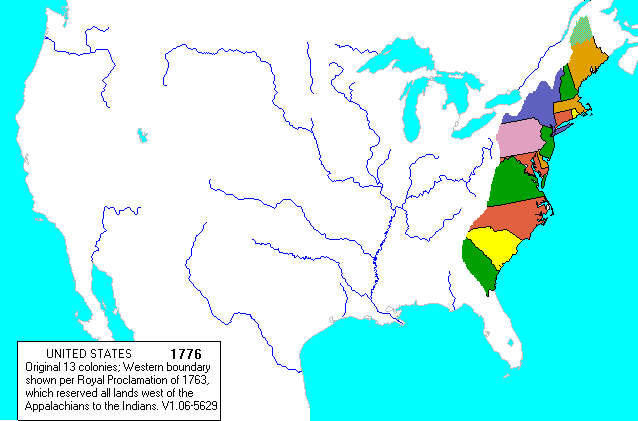 UNITED STATES 1776
Original 13 colonies; Western boundary
shown per Royal Proclamation of 1763,
which reserved all lands west of the
Appalachians to the Indians. V1.06-5629